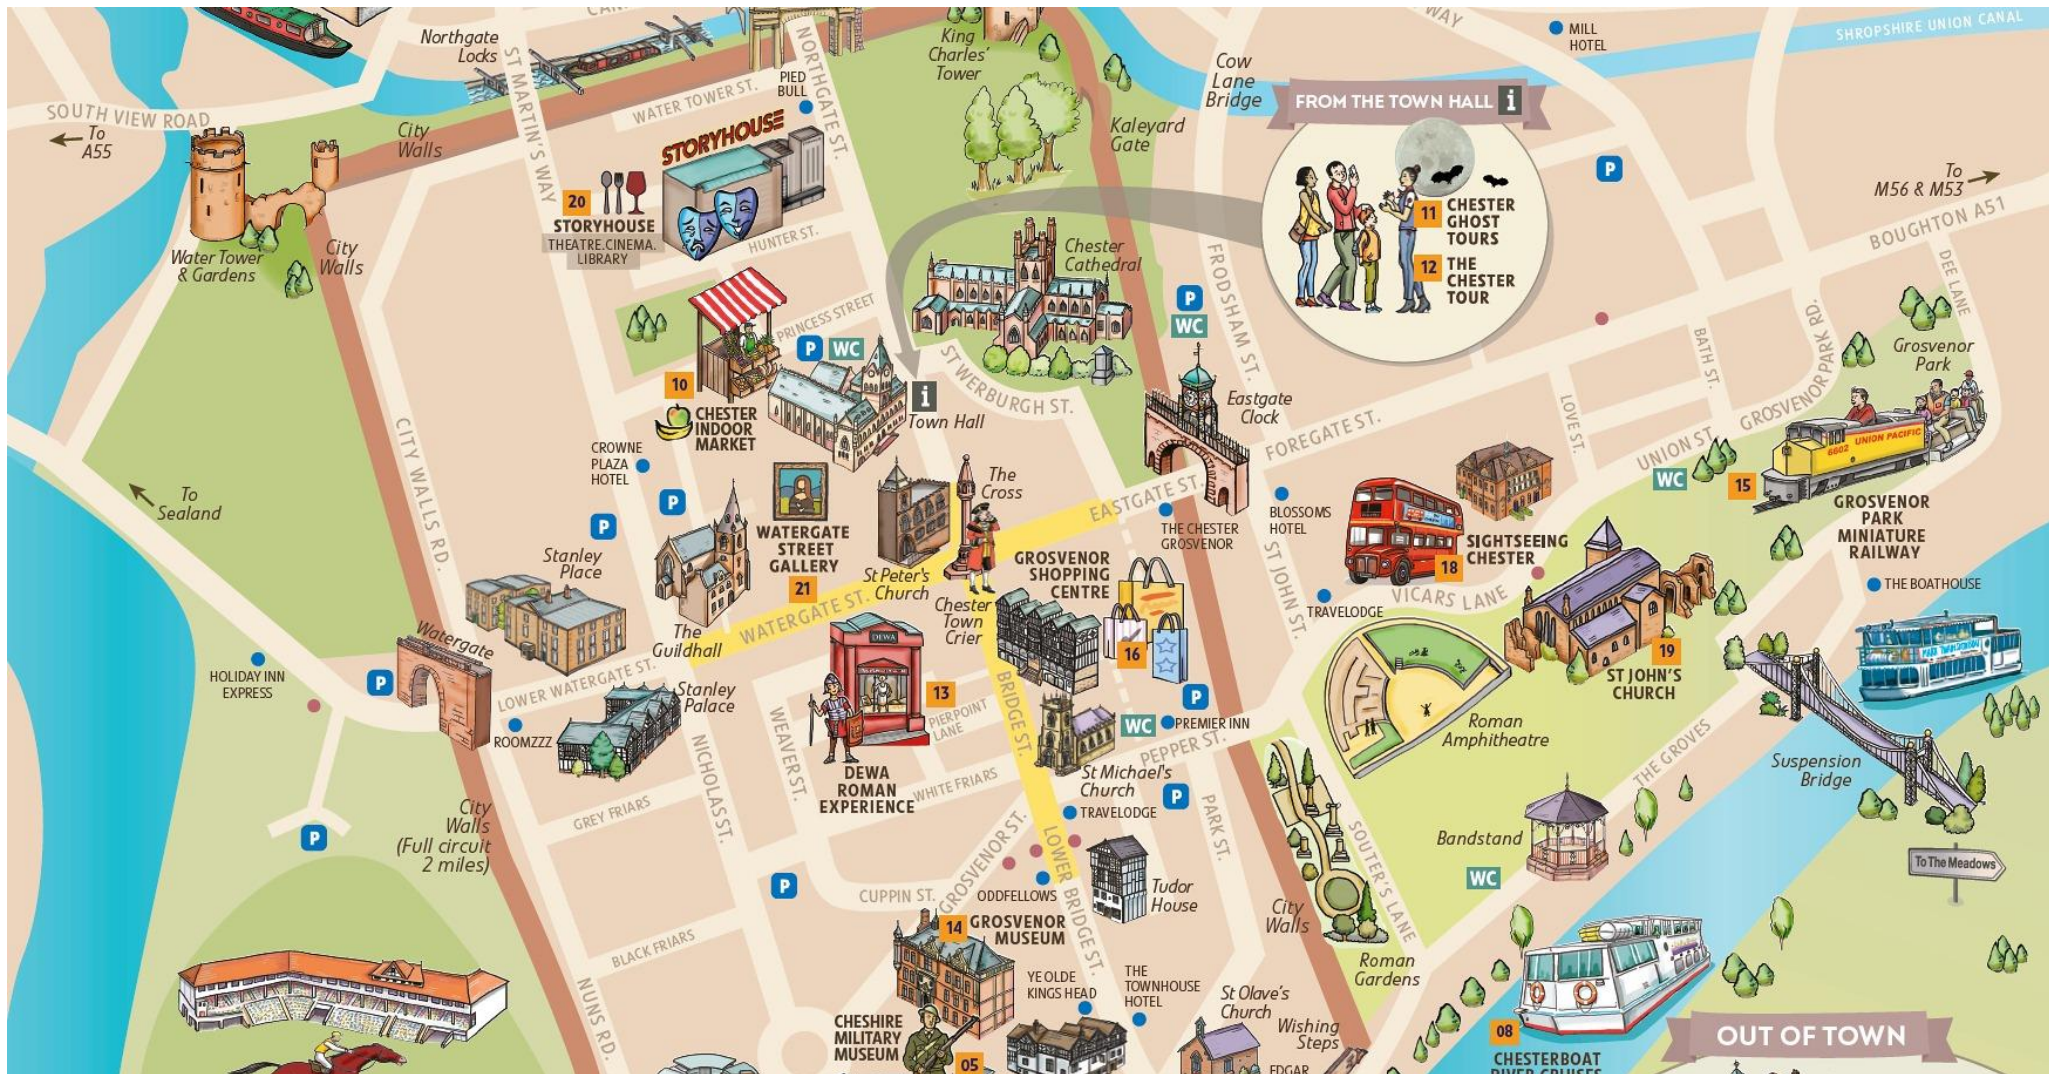 SHROPSHIRE UNION CANAL
MILL
HOTEL
Northgate
Locks
King
Charles'
Tower
Cow
Lane
Bridge
PIED
BULL
NORTHGATE ST.
ST MARTIN'S WAY
WATER TOWER ST.
SOUTH VIEW ROAD
To
A55
City
Walls
Kaleyard
Gate
FROM THE TOWN HALL i
11 CHESTER
GHOST
TOURS
12 THE
CHESTER
TOUR
P
To
M56 & M53
BOUGHTON A51
DEE LANE
STORYHOUSE
20
STORYHOUSE
THEATRE.CINEMA.
LIBRARY
HUNTER ST.
Water Tower
& Gardens
City
Walls
Chester
Cathedral
P
WC
FRODSHAM ST.
PRINCESS STREET
P WC
10
CHESTER
INDOOR
MARKET
i
Town Hall
ST WERBURGH ST.
Eastgate
Clock
FOREGATE ST.
BATH ST.
LOVE ST.
GROSVENOR PARK RD.
UNION ST.
Grosvenor
Park
UNION PACIFIC
6602
WC
15
GROSVENOR
PARK
MINIATURE
RAILWAY
CITY WALLS RD.
CROWNE
PLAZA
HOTEL
P
P
To
Sealand
WATERGATE
STREET
GALLERY
21
The
Cross
EASTGATE ST.
THE CHESTER
GROSVENOR
BLOSSOMS
HOTEL
ST JOHN ST.
18
SIGHTSEEING
CHESTER
VICARS LANE
TRAVELODGE
THE BOATHOUSE
Stanley
Place
St Peter's
Church
WATERGATE ST.
Chester
Town
Crier
GROSVENOR
SHOPPING
CENTRE
16
19
ST JOHN'S
CHURCH
The
Guildhall
Watergate
HOLIDAY INN
EXPRESS
P
LOWER WATERGATE ST.
Stanley
Palace
ROOMZZZ
DEWA
13
DEWA
ROMAN
EXPERIENCE
PIERPOINT
LANE
BRIDGE ST.
P
WC
PREMIER INN
PEPPER ST.
Roman
Amphitheatre
Suspension
Bridge
THE GROVES
NICHOLAS ST.
WEAVER ST.
WHITE FRIARS
St Michael's
Church
P
TRAVELODGE
City
Walls
(Full circuit
2 miles)
P
GREY FRIARS
PARK ST.
SOUTER'S LANE
Bandstand
WC
To The Meadows
P
CUPPIN ST.
GROSVENOR ST.
LOWER BRIDGE ST.
ODDFELLOWS
Tudor
House
City
Walls
14
GROSVENOR
MUSEUM
BLACK FRIARS
NUNS RD.
Roman
Gardens
YE OLDE
KINGS HEAD
THE
TOWNHOUSE
HOTEL
St Olave's
Church
Wishing
Steps
CHESHIRE
MILITARY
MUSEUM
05
EDGAR
08
CHESTERBOAT
RIVER CRUISES
OUT OF TOWN